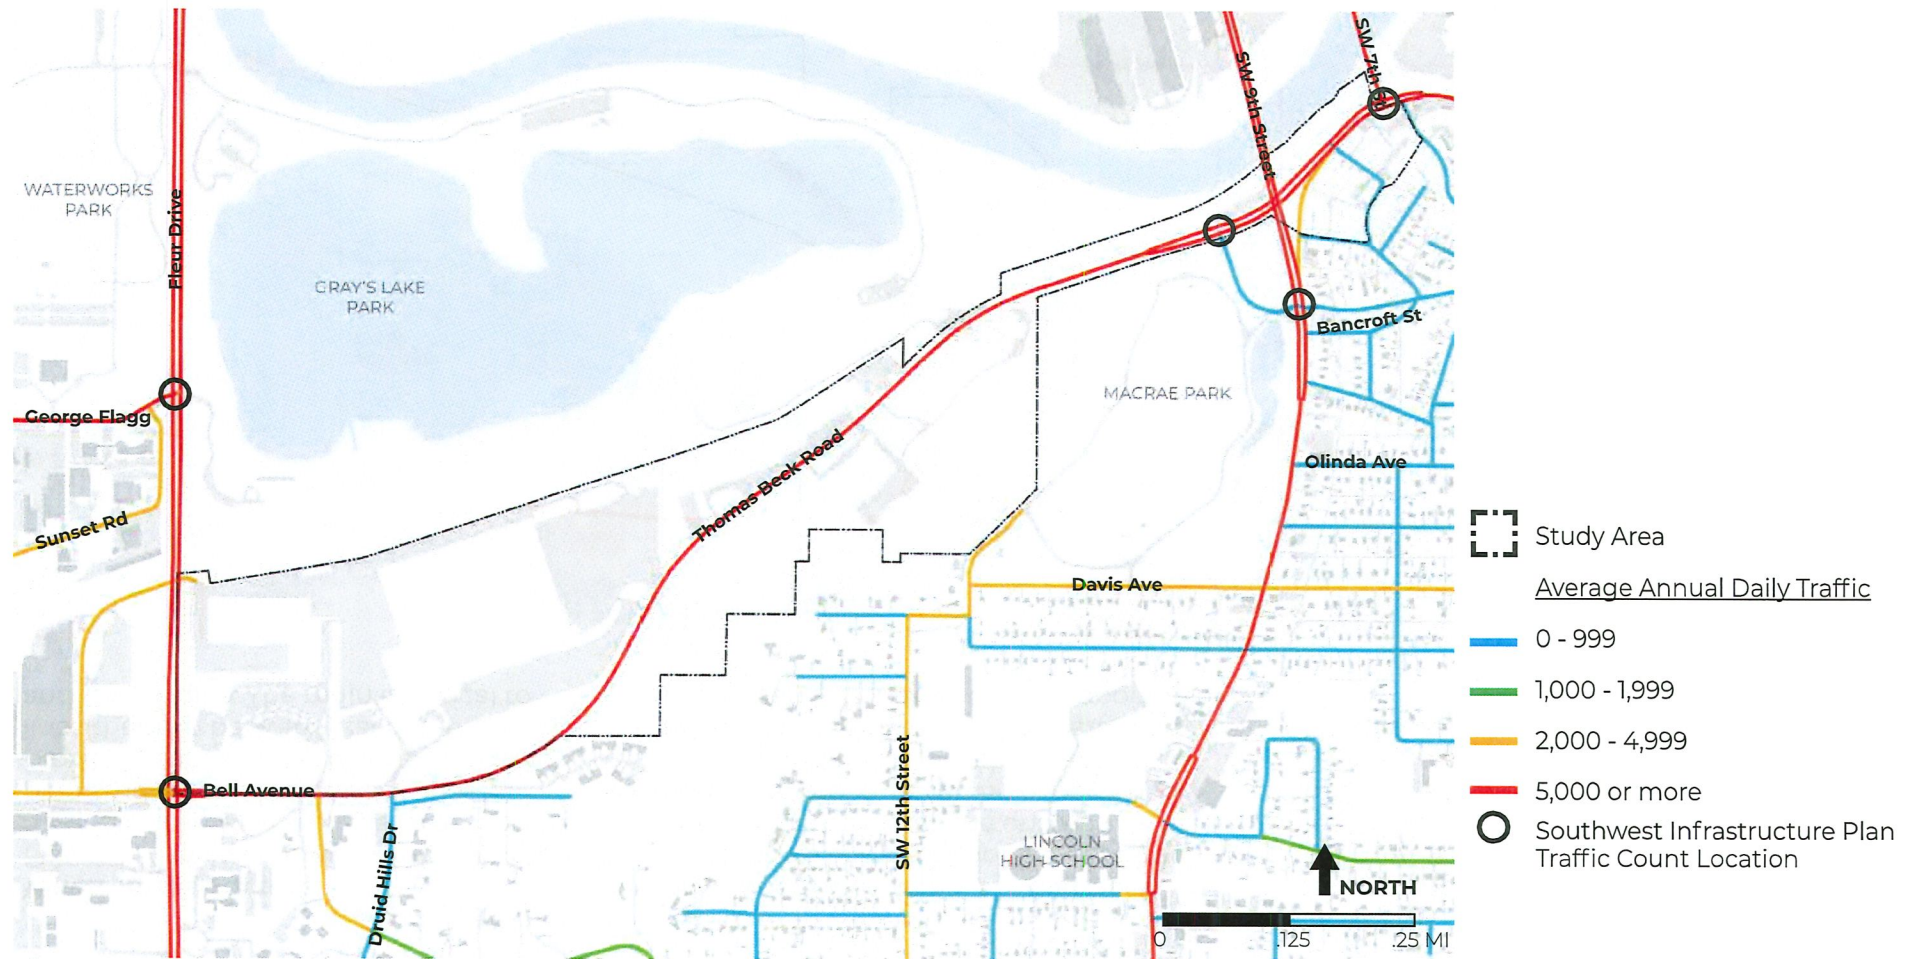 SW 7th St
SW 9th Street
WATERWORKS
PARK
Fleur Drive
GRAY'S LAKE
PARK
Bancroft St
MACRAE PARK
George Flagg
Thomas Beck Road
Olinda Ave
Sunset Rd
Davis Ave
Bell Avenue
SW 12th Street
Druid Hills Dr
LINCOLN
HIGH SCHOOL
NORTH
0 .125 .25 MI
Study Area
Average Annual Daily Traffic
0 - 999
1,000 - 1,999
2,000 - 4,999
5,000 or more
Southwest Infrastructure Plan
Traffic Count Location